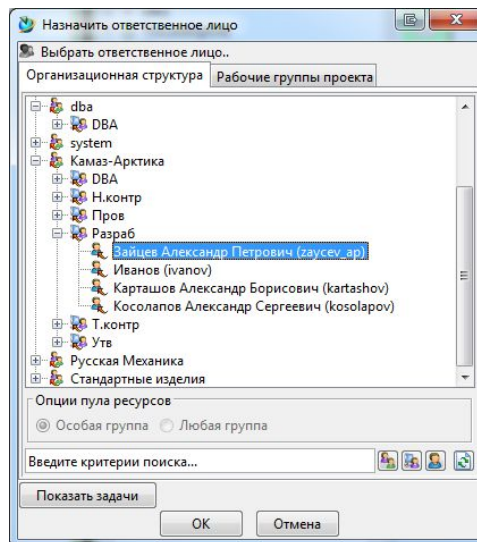 Назначить ответственное лицо
Выбрать ответственное лицо..
Организационная структура Рабочие группы проекта
dba
DBA
system
Камаз-Арктика
DBA
Н.контр
Пров
Разраб
Зайцев Александр Петрович (zaycev_ap)
Иванов (ivanov)
Карташов Александр Борисович (kartashov)
Косолапов Александр Сергеевич (kosolapov)
Т.контр
Утв
Русская Механика
Стандартные изделия
Опции пула ресурсов
Особая группа Любая группа
Введите критерии поиска...
Показать задачи
ОК Отмена